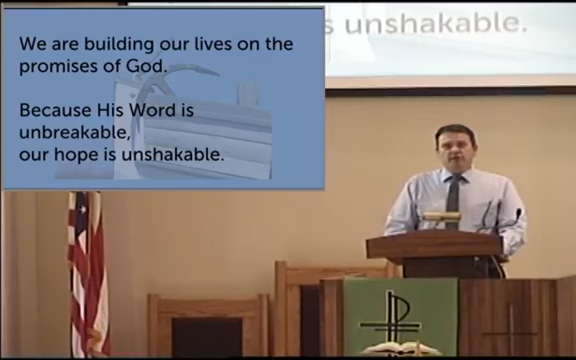 We are building our lives on the
promises of God.
Because His Word is
unbreakable,
our hope is unshakable.
s unshakable.